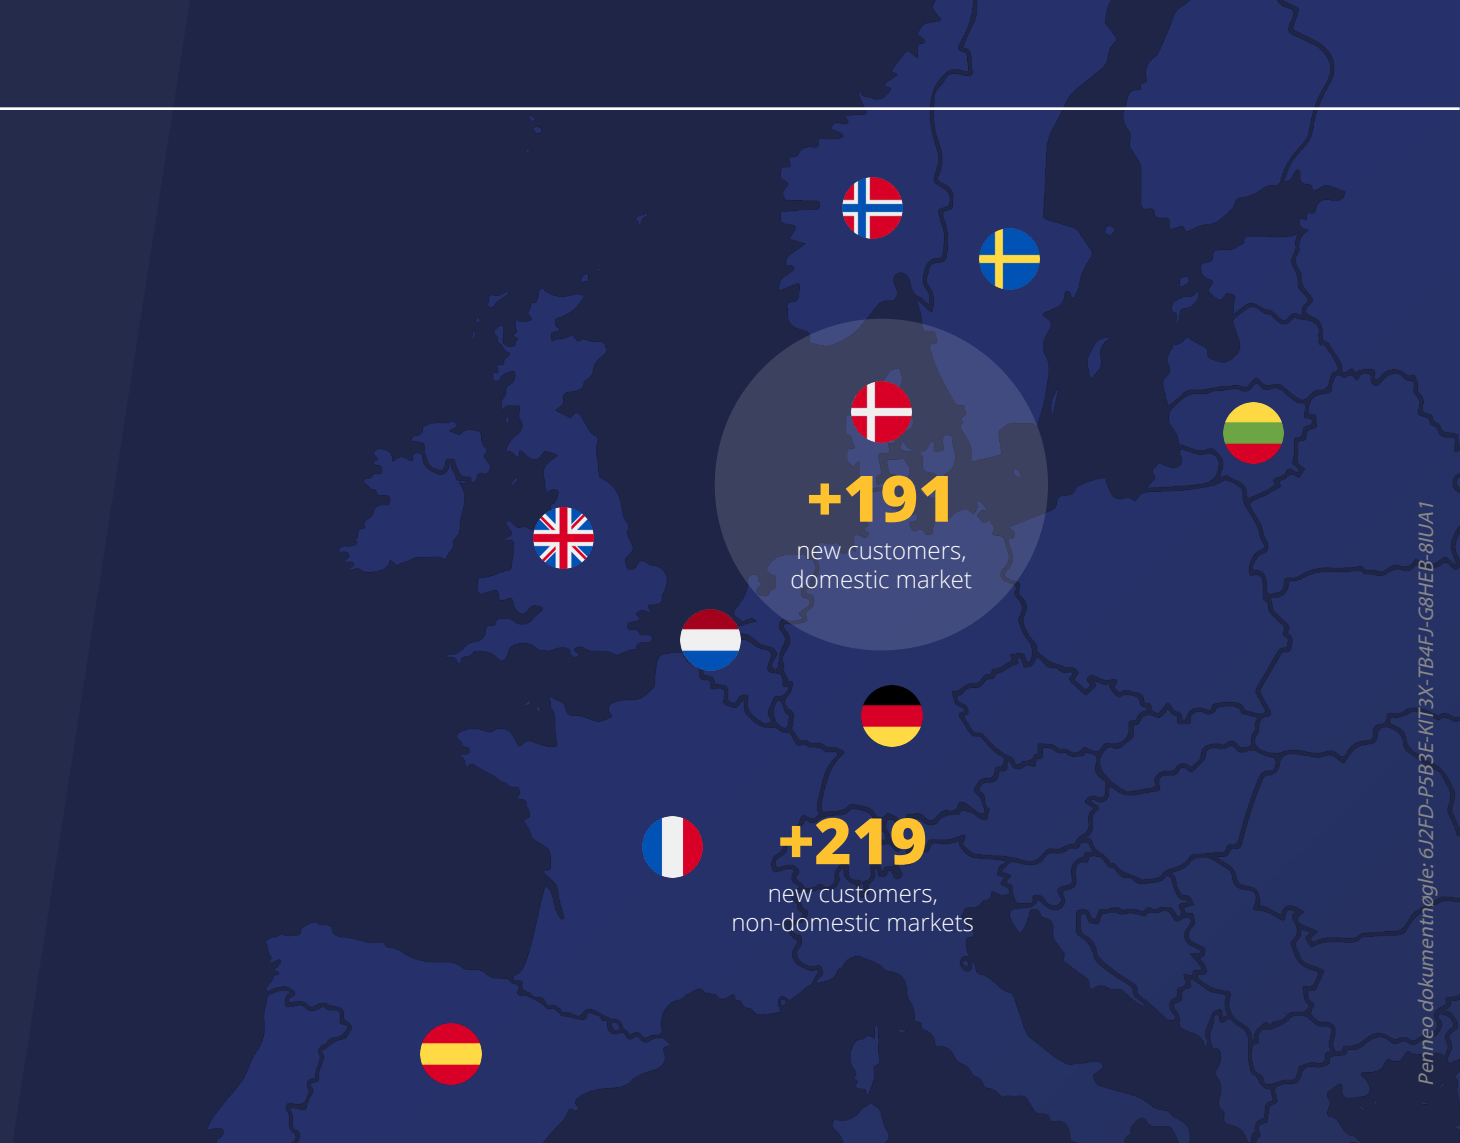 +191
new customers,
domestic market
+219
new customers,
non-domestic markets
Penneo dokumentnøgle: 6J2FD-P5B3E-KIT3X-TB4FJ-G8HEB-8IUA1